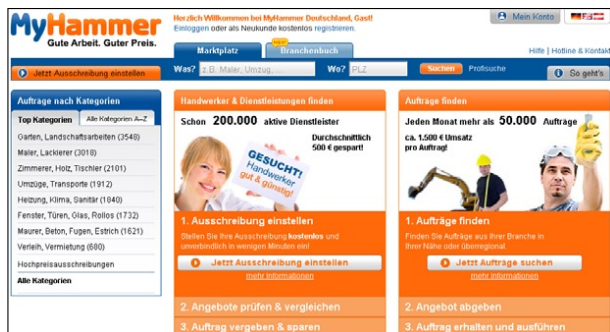 MyHammer
Gute Arbeit. Guter Preis.
Herzlich Willkommen bei MyHammer Deutschland, Gast!
Einloggen oder als Neukunde kostenlos registrieren.
Mein Konto
Marktplatz
Branchenbuch
Hilfe | Hotline & Kontakt
Jetzt Ausschreibung einstellen
Was? z.B. Maler, Umzug,
Wo? PLZ
Suchen
Profisuche
So geht's
Aufträge nach Kategorien
Top Kategorien
Alle Kategorien A-Z
Garten, Landschaftsarbeiten (3548)
Maler, Lackierer (3018)
Zimmerer, Holz, Tischler (2101)
Umzüge, Transporte (1912)
Heizung, Klima, Sanitär (1840)
Fenster, Türen, Glas, Rollos (1732)
Maurer, Beton, Fugen, Estrich (1621)
Verleih, Vermietung (680)
Hochpreisausschreibungen
Alle Kategorien
Handwerker & Dienstleistungen finden
Schon 200.000 aktive Dienstleister
Durchschnittlich
500 € gespart!
GESUCHT!
Handwerker
gut & günstig!
1. Ausschreibung einstellen
Stellen Sie Ihre Ausschreibung kostenlos und
unverbindlich in wenigen Minuten ein!
Jetzt Ausschreibung einstellen
mehr Informationen
2. Angebote prüfen & vergleichen
3. Auftrag vergeben & sparen
Aufträge finden
Jeden Monat mehr als 50.000 Aufträge
ca. 1.500 € Umsatz
pro Auftrag!
1. Aufträge finden
Finden Sie Aufträge aus Ihrer Branche in
Ihrer Nähe oder überregional.
Jetzt Aufträge suchen
mehr Informationen
2. Angebot abgeben
3. Auftrag erhalten und ausführen